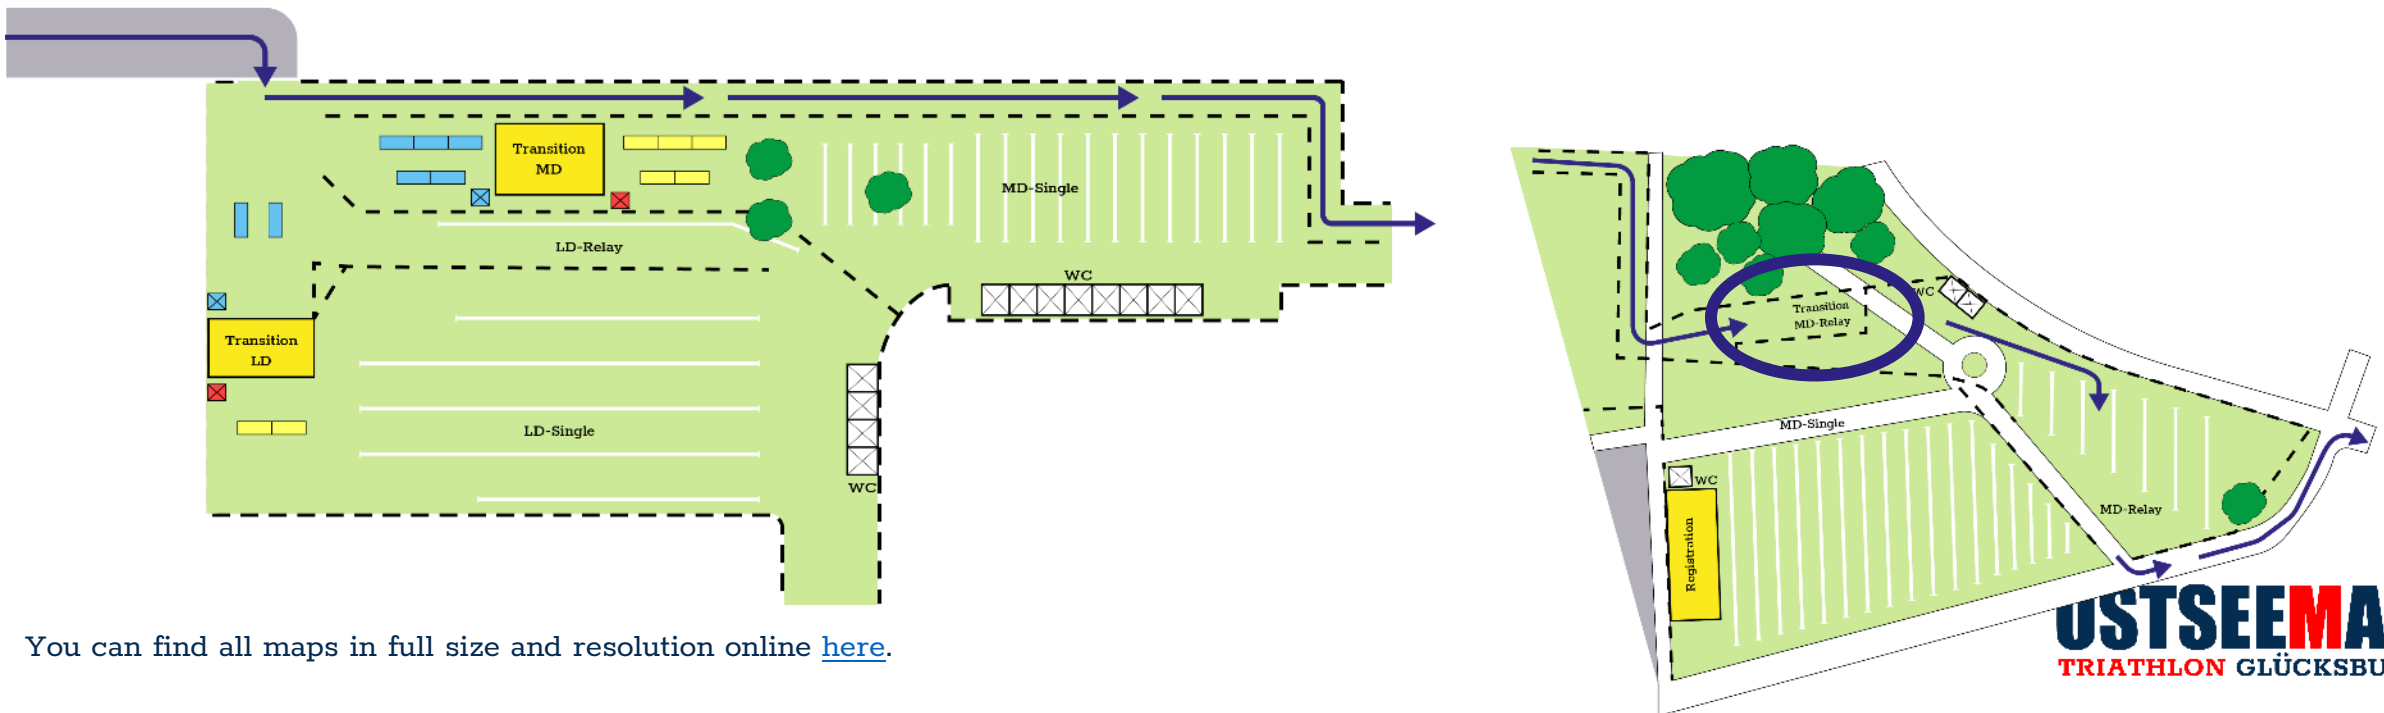 Transition
MD
MD-Single
LD-Relay
WC
Transition
LD
LD-Single
WC
Transition
MD-Relay
WC
MD-Single
WC
Registration
MD-Relay
You can find all maps in full size and resolution online here.
OSTSEEMA
TRIATHLON GLÜCKSBU